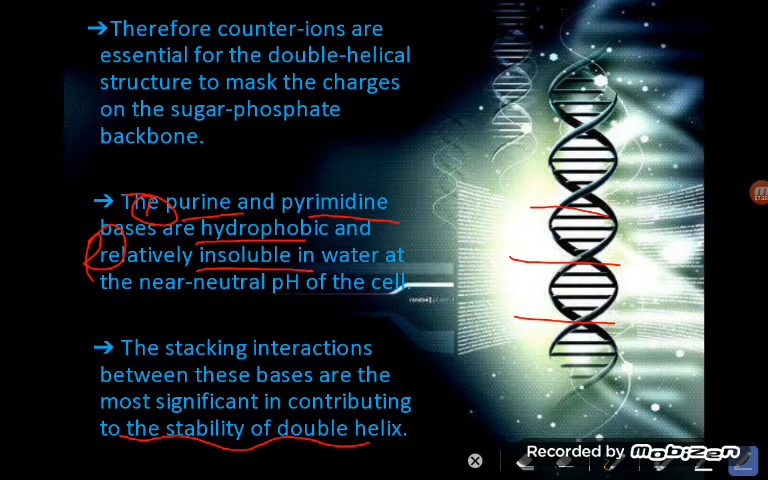 ➔Therefore counter-ions are
essential for the double-helical
structure to mask the charges
on the sugar-phosphate
backbone.
➔ The purine and pyrimidine
bases are hydrophobic and
relatively insoluble in water at
the near-neutral pH of the cell.
➔ The stacking interactions
between these bases are the
most significant in contributing
to the stability of double helix.
Recorded by mobizen